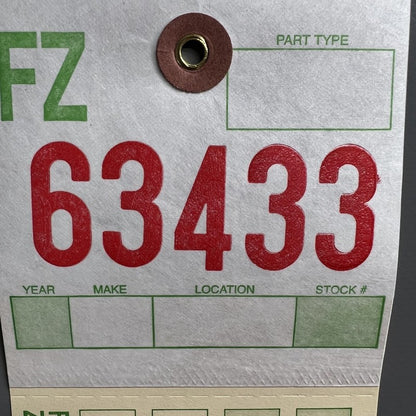 PART TYPE
FZ
63433
YEAR MAKE LOCATION STOCK #